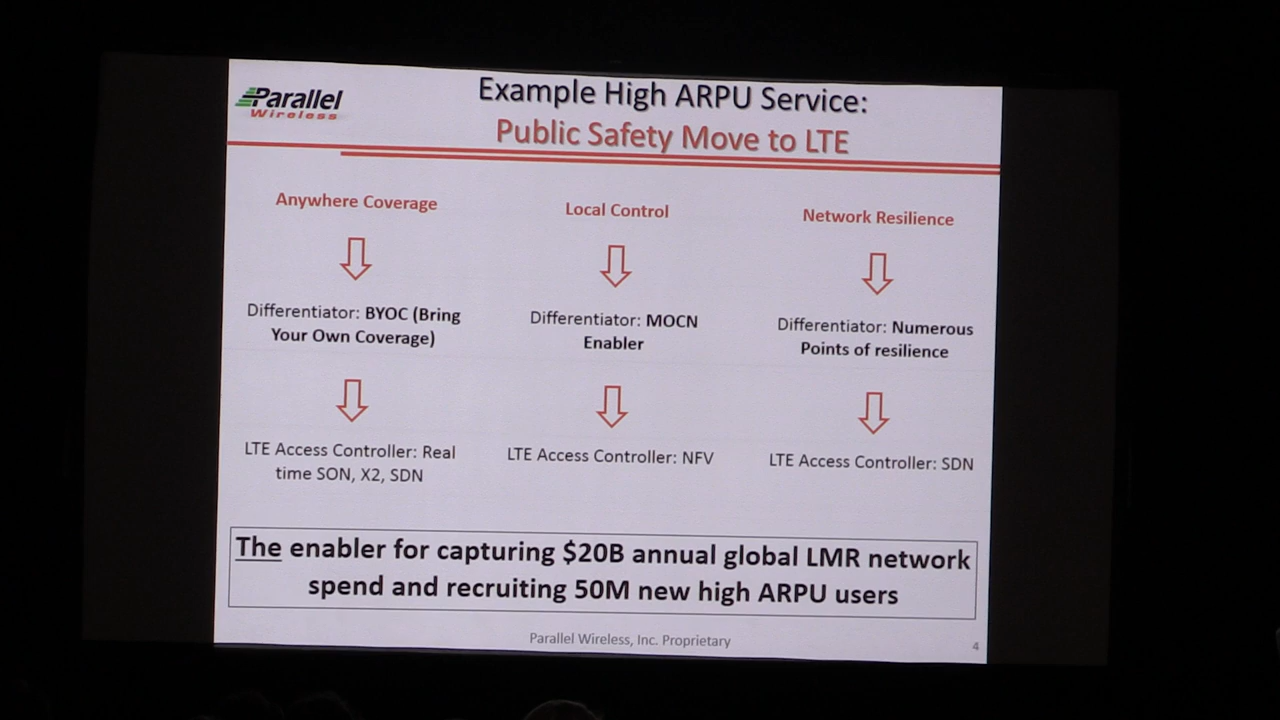 Parallel
Wireless
Example High ARPU Service:
Public Safety Move to LTE
Anywhere Coverage
Differentiator: BYOC (Bring
Your Own Coverage)
LTE Access Controller: Real
time SON, X2, SDN
Local Control
Differentiator: MOCN
Enabler
LTE Access Controller: NFV
Network Resilience
Differentiator: Numerous
Points of resilience
LTE Access Controller: SDN
The enabler for capturing $20B annual global LMR network
spend and recruiting 50M new high ARPU users
Parallel Wireless, Inc. Proprietary
4